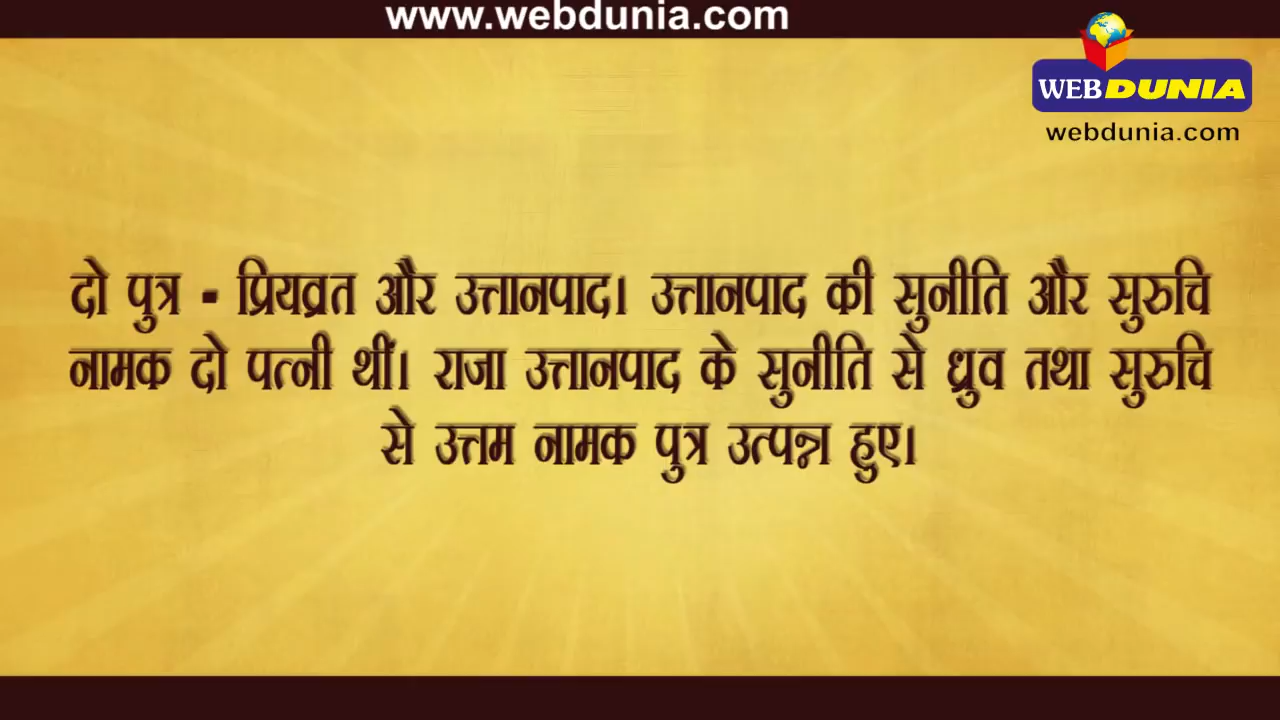 www.webdunia.com
WEBDUNIA
webdunia.com
दो पुत्र - प्रियव्रत और उत्तानपाद। उत्तानपाद की सुनीति और सुरुचि
नामक दो पत्नी थीं। राजा उत्तानपाद के सुनीति से ध्रुव तथा सुरुचि
से उत्तम नामक पुत्र उत्पन्न हुए।